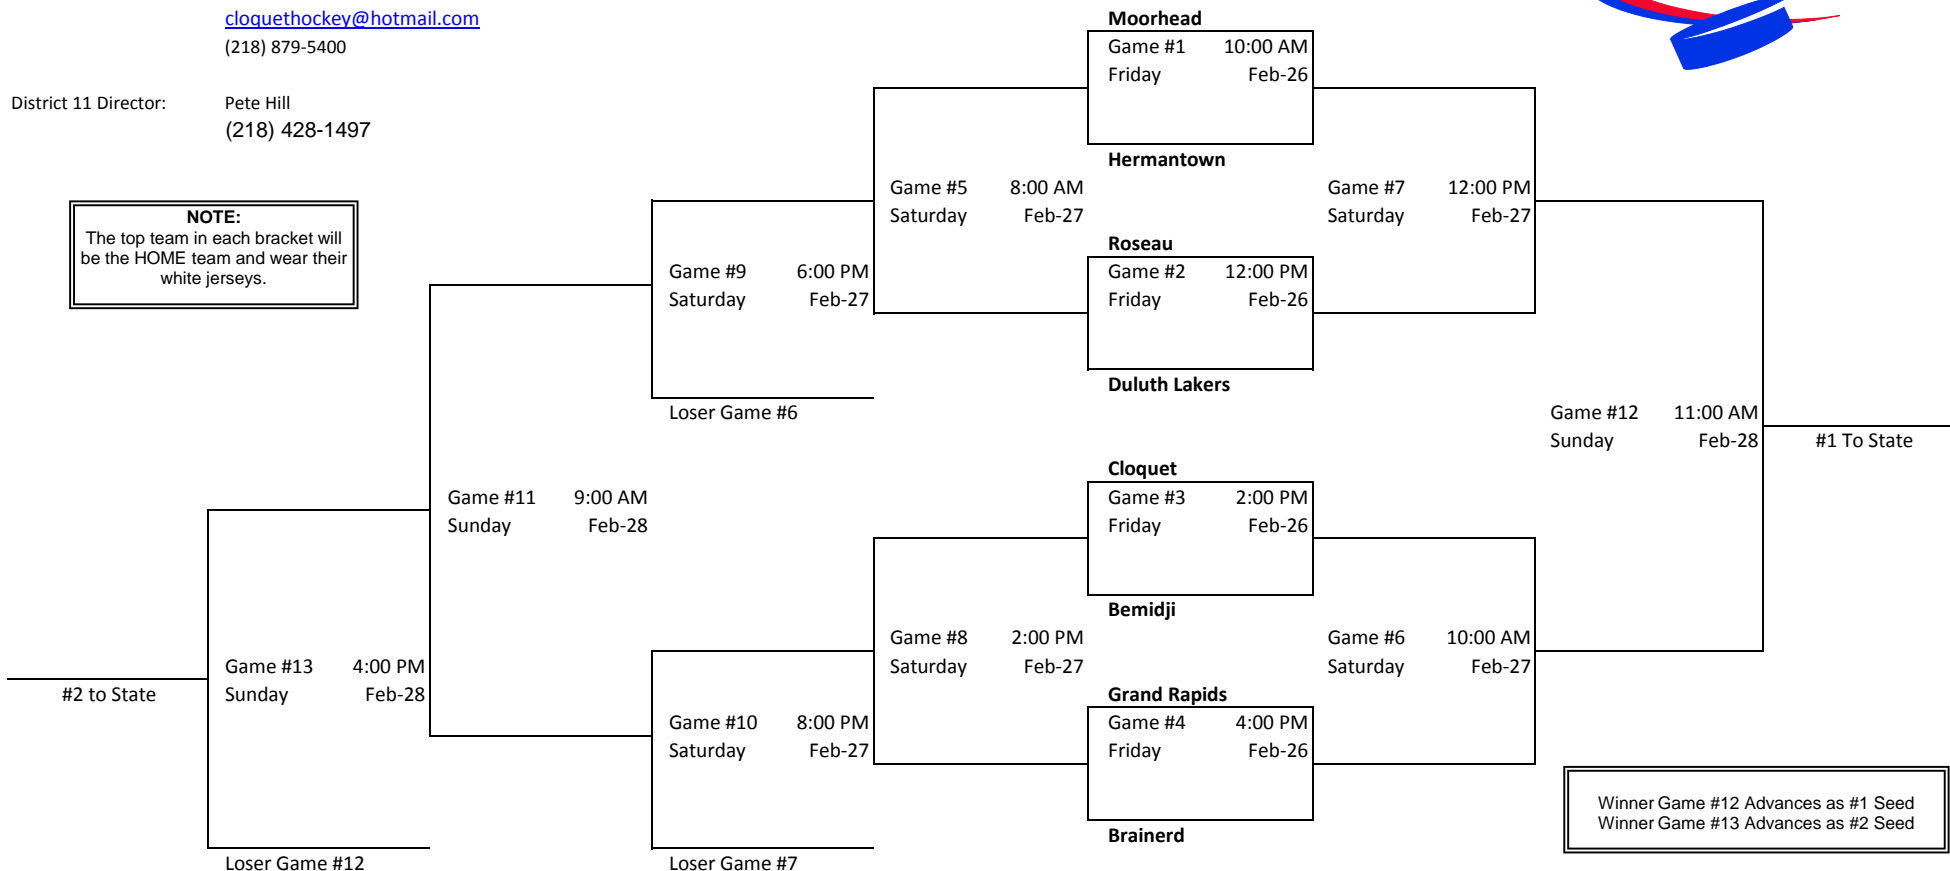 cloquethockey@hotmail.com
(218) 879-5400
District 11 Director: Pete Hill
(218) 428-1497
NOTE:
The top team in each bracket will
be the HOME team and wear their
white jerseys.
Moorhead
Game #1 10:00 AM
Friday Feb-26
Hermantown
Game #5 8:00 AM
Saturday Feb-27
Game #7 12:00 PM
Saturday Feb-27
Roseau
Game #2 12:00 PM
Friday Feb-26
Duluth Lakers
Game #9 6:00 PM
Saturday Feb-27
Loser Game #6
Game #12 11:00 AM
Sunday Feb-28
#1 To State
Cloquet
Game #3 2:00 PM
Friday Feb-26
Bemidji
Game #11 9:00 AM
Sunday Feb-28
Game #8 2:00 PM
Saturday Feb-27
Game #6 10:00 AM
Saturday Feb-27
Grand Rapids
Game #4 4:00 PM
Friday Feb-26
Brainerd
Game #13 4:00 PM
Sunday Feb-28
#2 to State
Game #10 8:00 PM
Saturday Feb-27
Loser Game #12
Loser Game #7
Winner Game #12 Advances as #1 Seed
Winner Game #13 Advances as #2 Seed